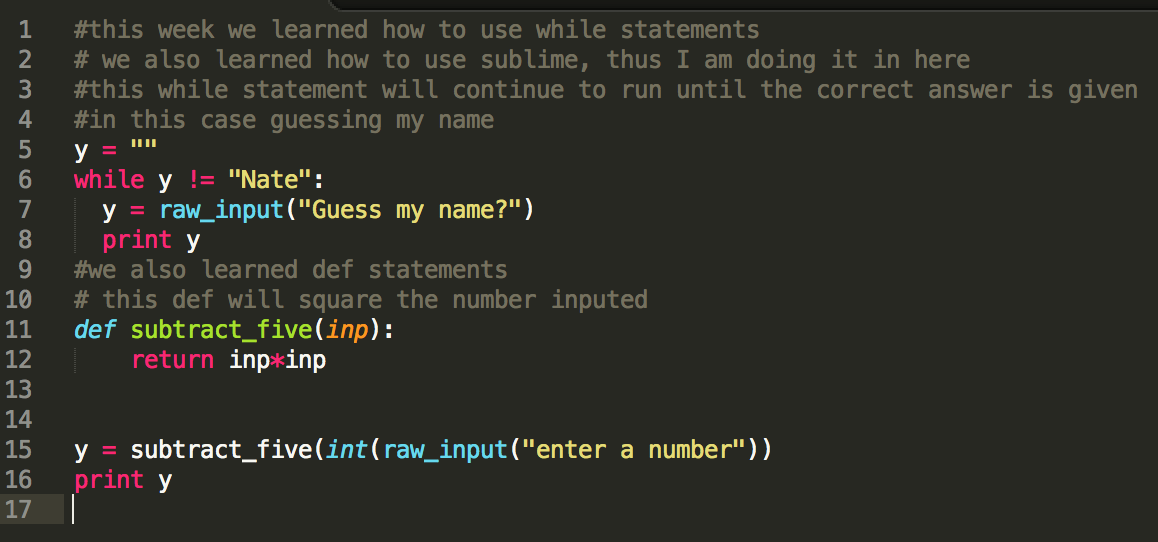 1 #this week we learned how to use while statements
2 # we also learned how to use sublime, thus I am doing it in here
3 #this while statement will continue to run until the correct answer is given
4 #in this case guessing my name
5 y = ""
6 while y != "Nate":
7   y = raw_input("Guess my name?")
8   print y
9 #we also learned def statements
10 # this def will square the number inputed
11 def subtract_five(inp):
12     return inp*inp
13
14
15 y = subtract_five(int(raw_input("enter a number"))
16 print y
17